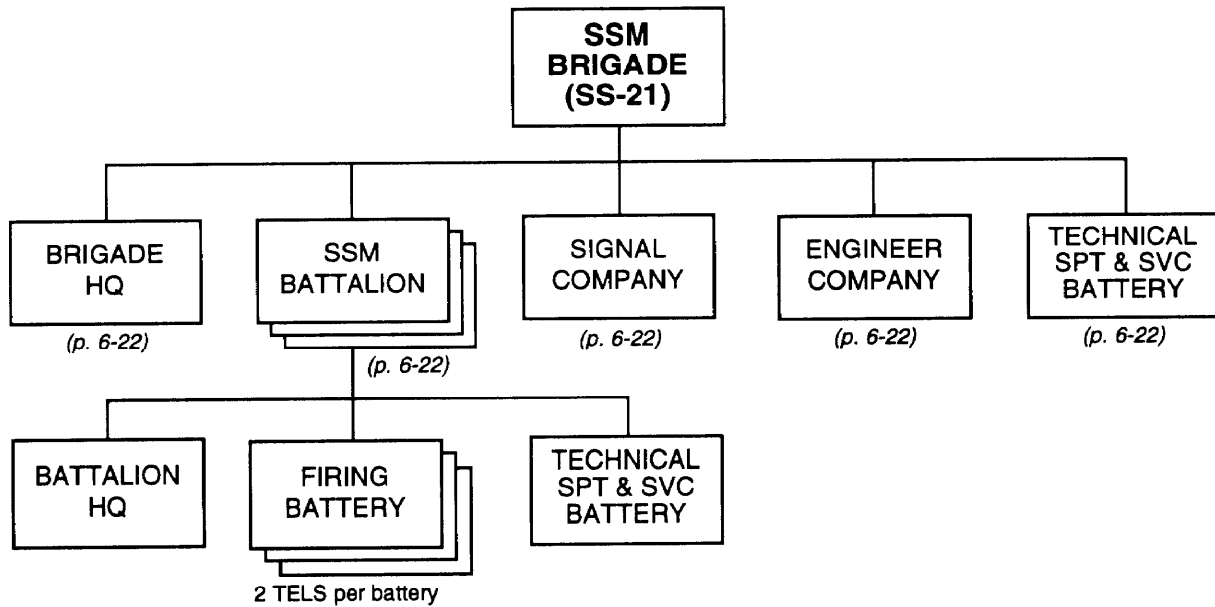 SSM
BRIGADE
(SS-21)
BRIGADE
HQ
(p. 6-22)
SSM
BATTALION
(p. 6-22)
SIGNAL
COMPANY
(p. 6-22)
ENGINEER
COMPANY
(p. 6-22)
TECHNICAL
SPT & SVC
BATTERY
(p. 6-22)
BATTALION
HQ
FIRING
BATTERY
2 TELS per battery
TECHNICAL
SPT & SVC
BATTERY